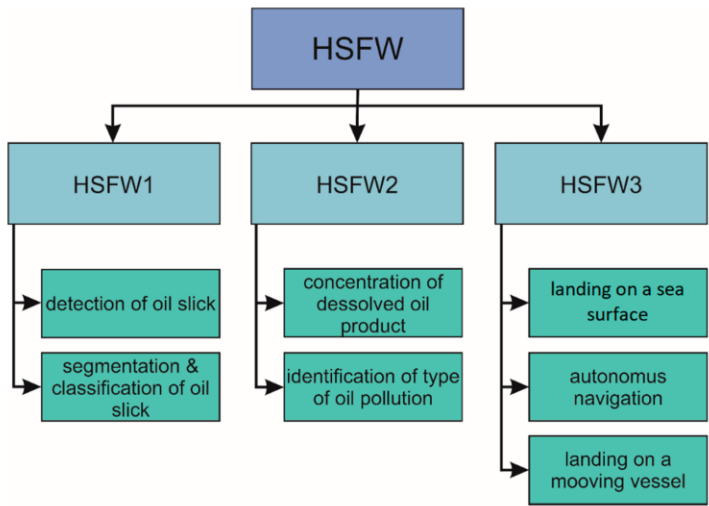 HSFW
HSFW1
HSFW2
HSFW3
detection of oil slick
segmentation &
classification of oil
slick
concentration of
dessolved oil
product
identification of type
of oil pollution
landing on a sea
surface
autonomus
navigation
landing on a
mooving vessel